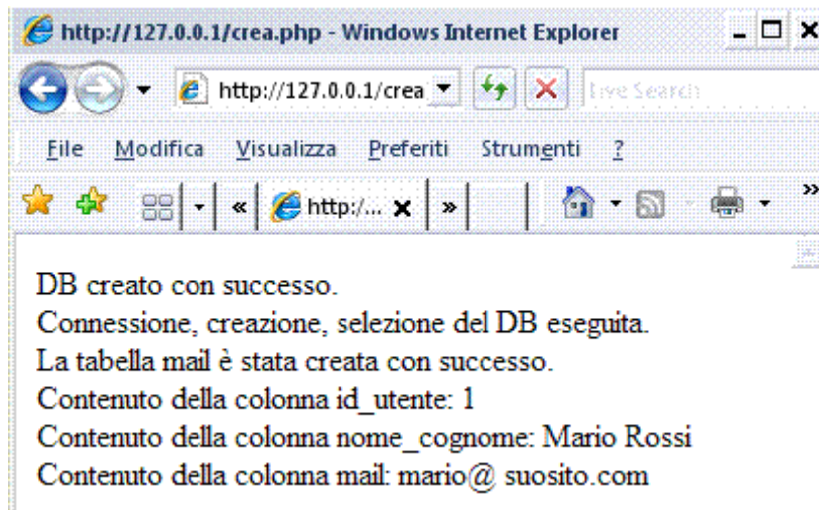 http://127.0.0.1/crea.php - Windows Internet Explorer
http://127.0.0.1/crea
Live Search
File Modifica Visualizza Preferiti Strumenti ?
« http:/... »
DB creato con successo.
Connessione, creazione, selezione del DB eseguita.
La tabella mail è stata creata con successo.
Contenuto della colonna id_utente: 1
Contenuto della colonna nome_cognome: Mario Rossi
Contenuto della colonna mail: mario@ suosito.com